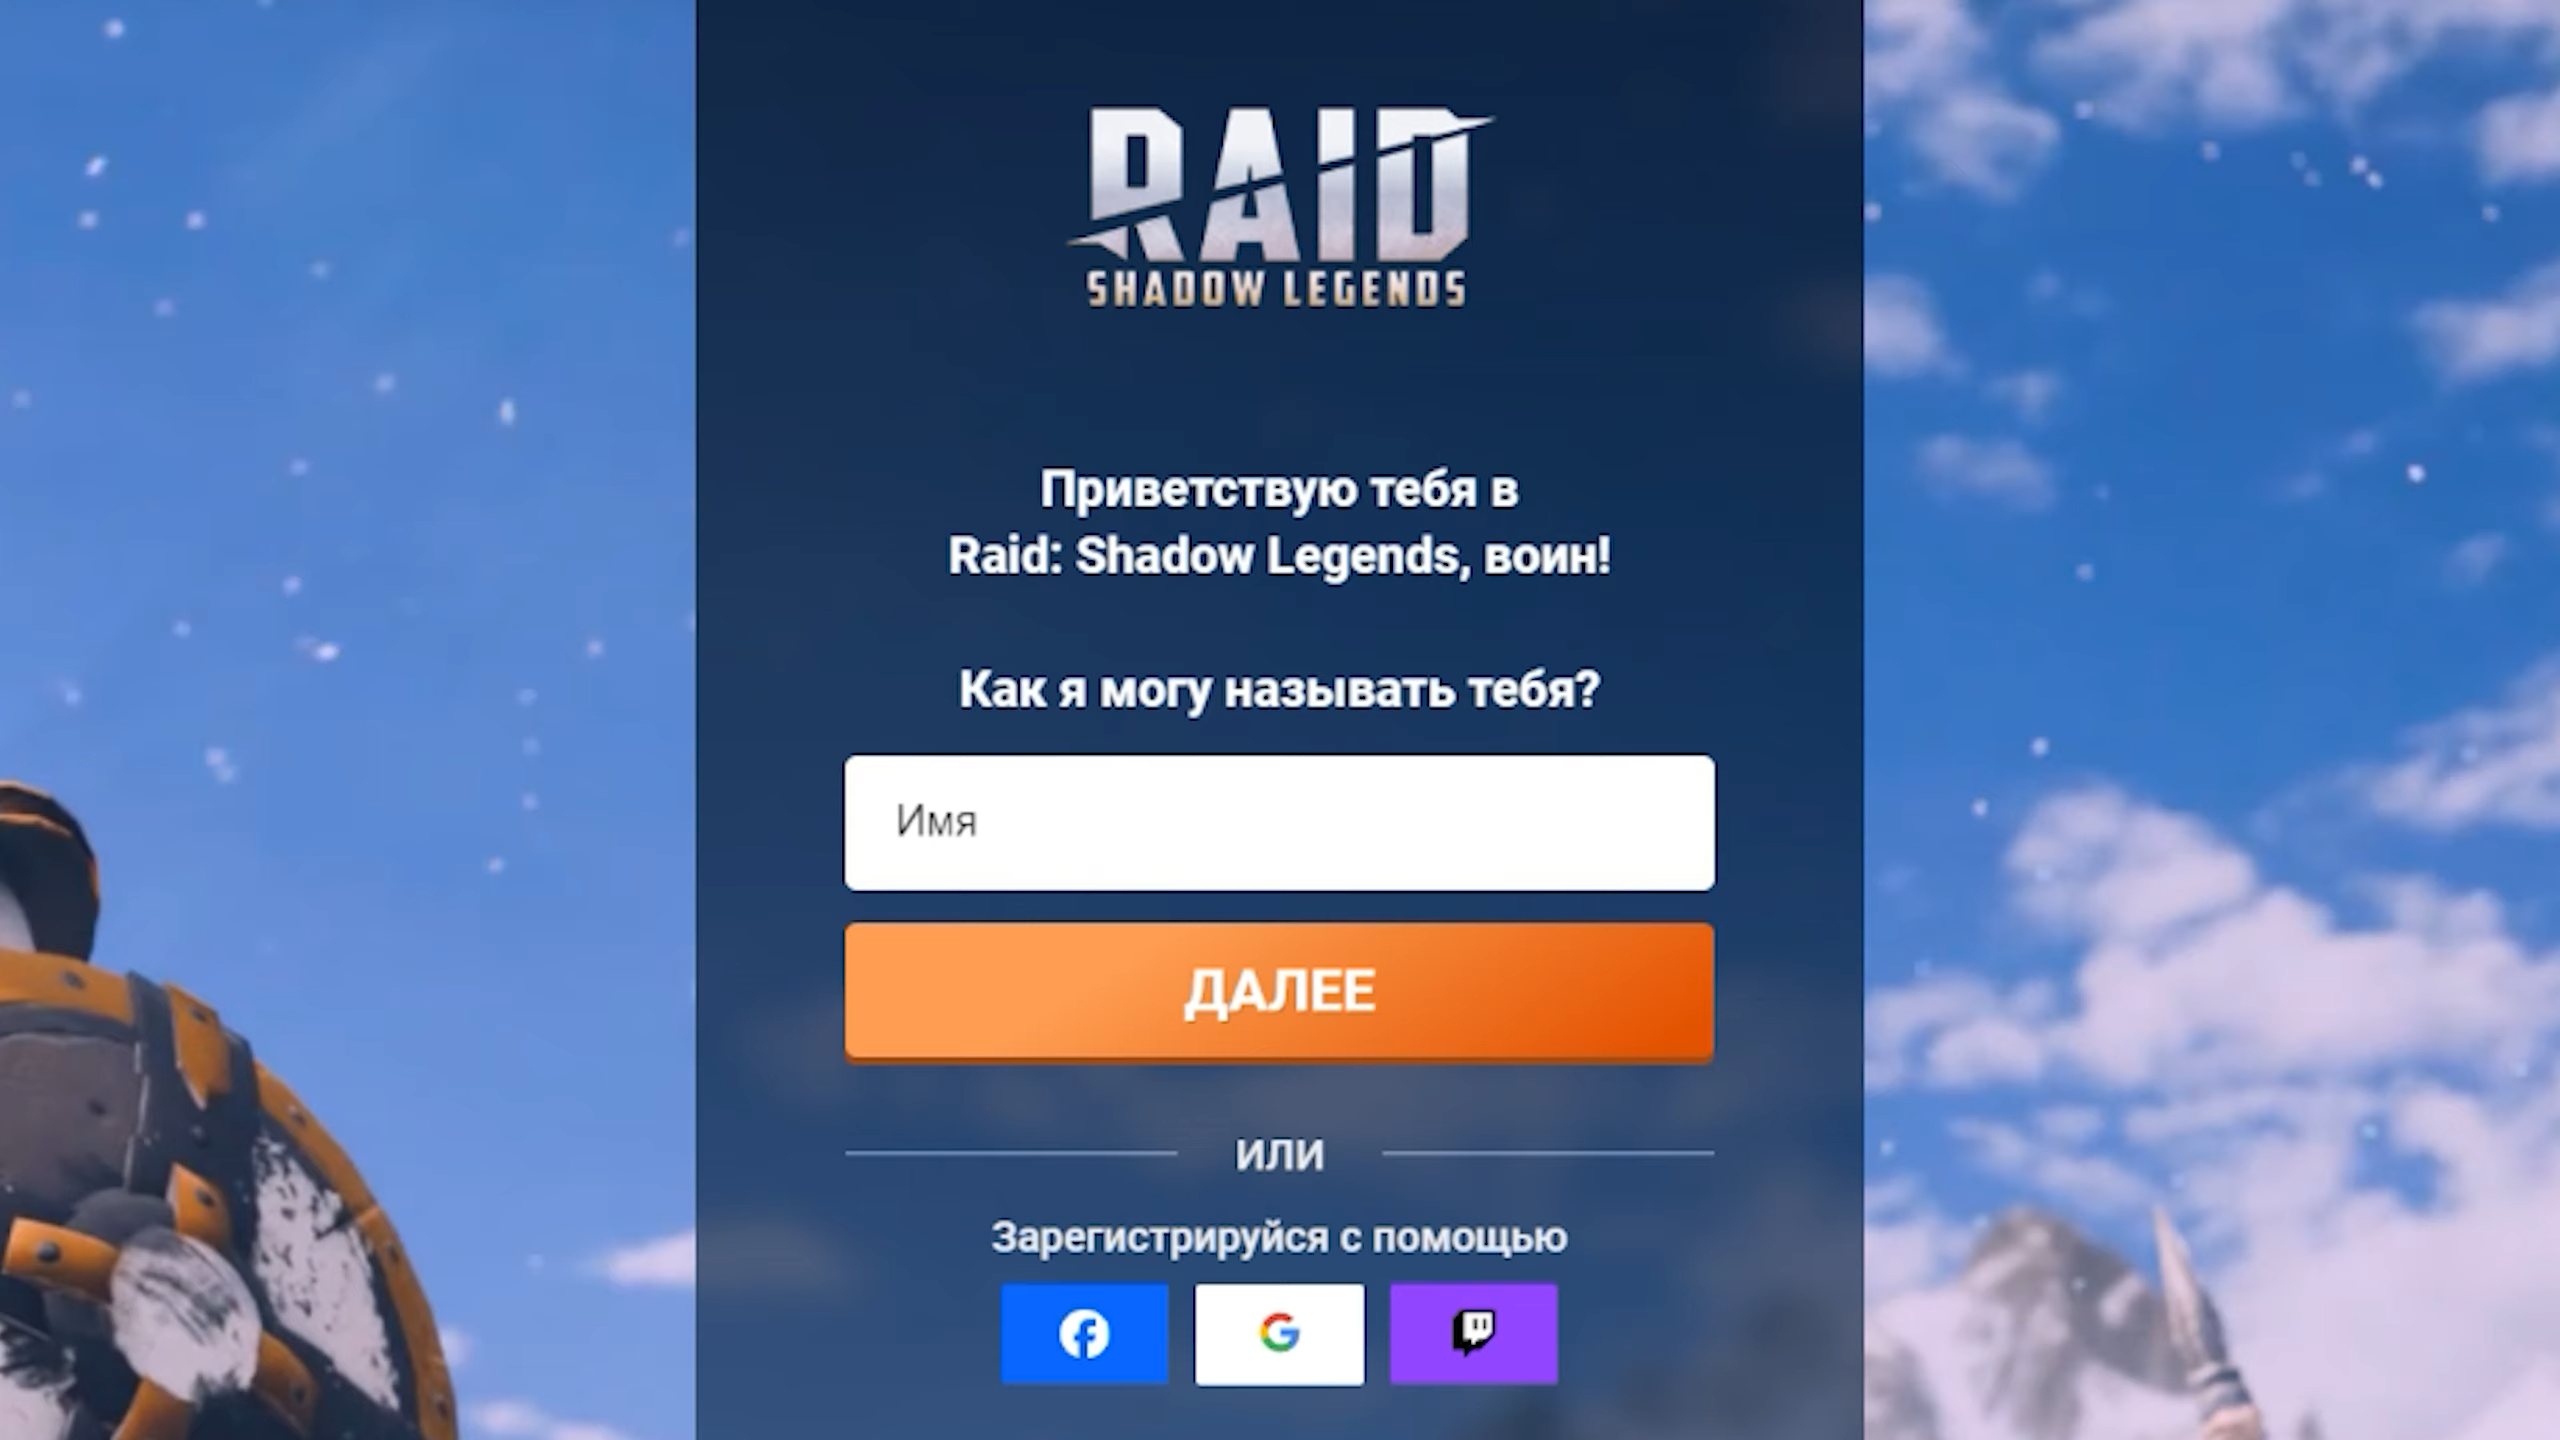 RAID
SHADOW LEGENDS
Приветствую тебя в
Raid: Shadow Legends, воин!
Как я могу называть тебя?
Имя
ДАЛЕЕ
ИЛИ
Зарегистрируйся с помощью